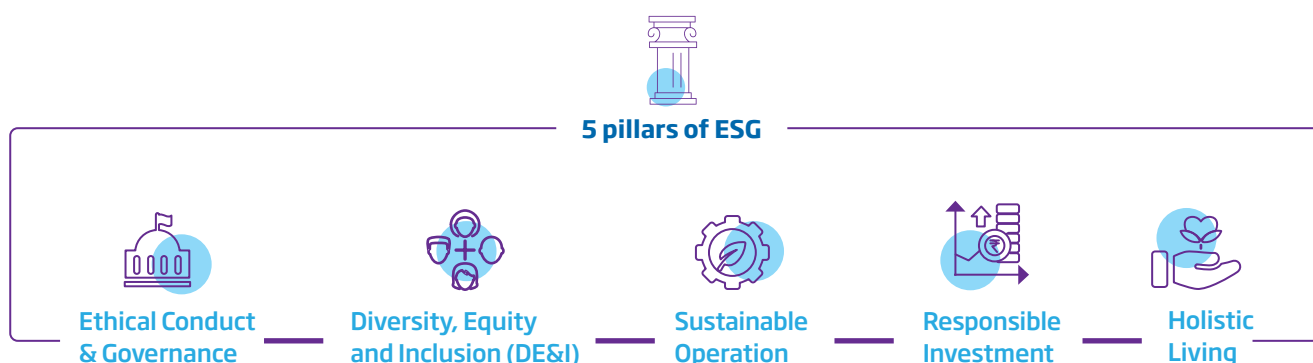 5 pillars of ESG
Ethical Conduct
& Governance
Diversity, Equity
and Inclusion (DE&I)
Sustainable
Operation
Responsible
Investment
Holistic
Living
₹